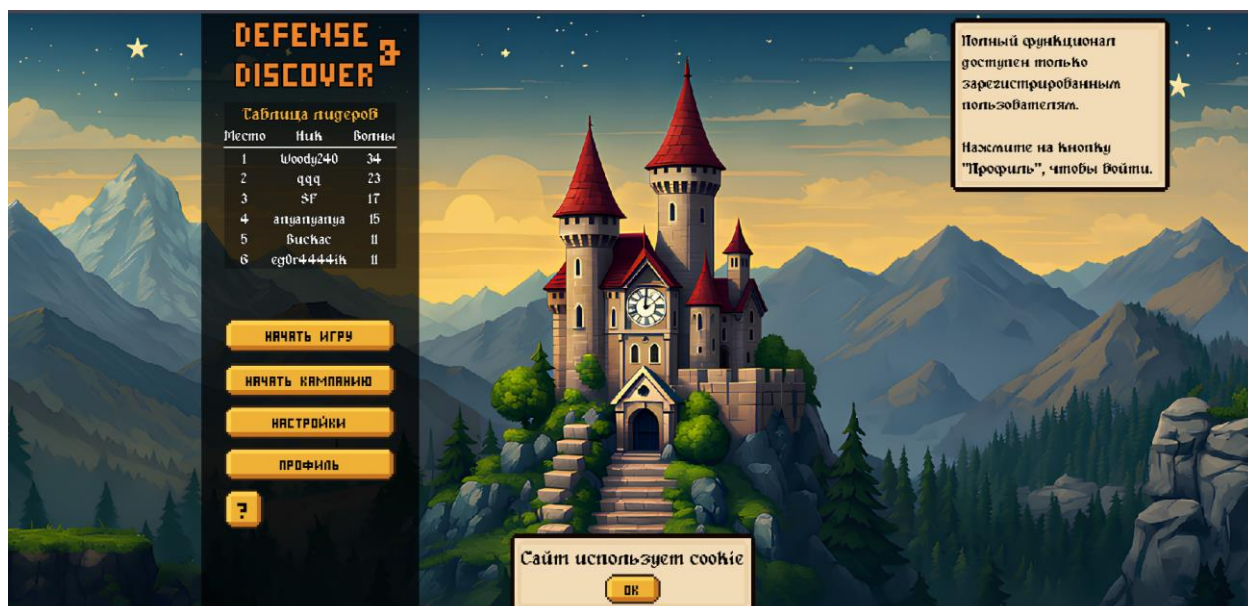 DEFENSE &
DISCOVER
Таблица лидеров
Место Ник Волны
1 Woody240 34
2 qqq 23
3 SF 17
4 anyanyanya 15
5 Buckac 11
6 eg0r4444ik 11
НАЧАТЬ ИГРУ
НАЧАТЬ КАМПАНИЮ
НАСТРОЙКИ
ПРОФИЛЬ
?
Полный функционал
доступен только
зарегистрированным
пользователям.
Нажмите на кнопку
"Профиль", чтобы войти.
Сайт использует cookie
ОК